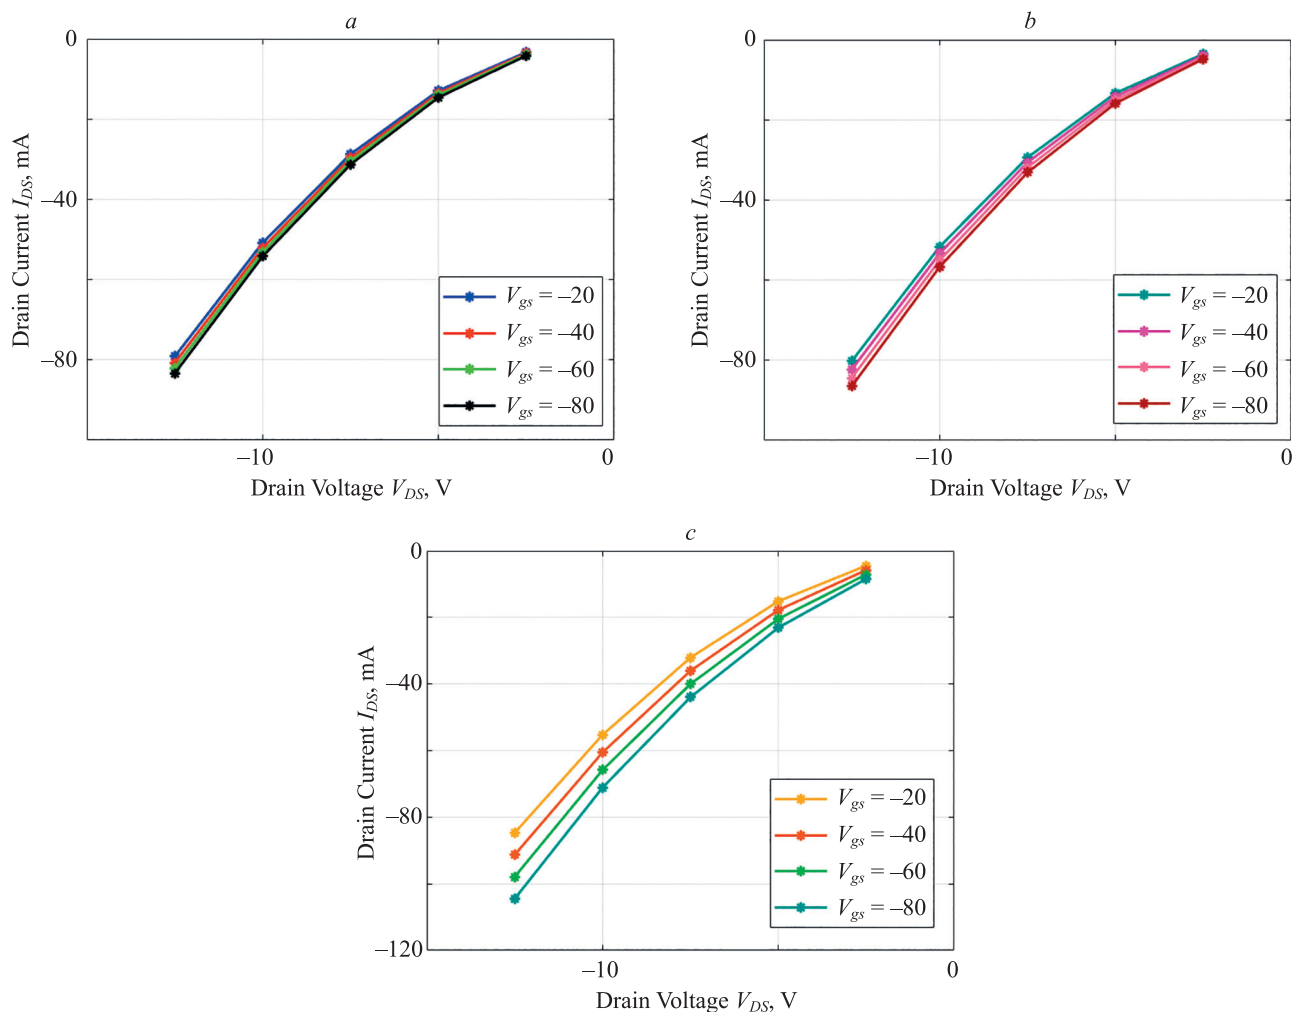 a
0
–40
–80
–10
0
Drain Current I_DS, mA
Drain Voltage V_DS, V
V_gs = –20
V_gs = –40
V_gs = –60
V_gs = –80
b
0
–40
–80
–10
0
Drain Current I_DS, mA
Drain Voltage V_DS, V
V_gs = –20
V_gs = –40
V_gs = –60
V_gs = –80
c
0
–40
–80
–120
–10
0
Drain Current I_DS, mA
Drain Voltage V_DS, V
V_gs = –20
V_gs = –40
V_gs = –60
V_gs = –80